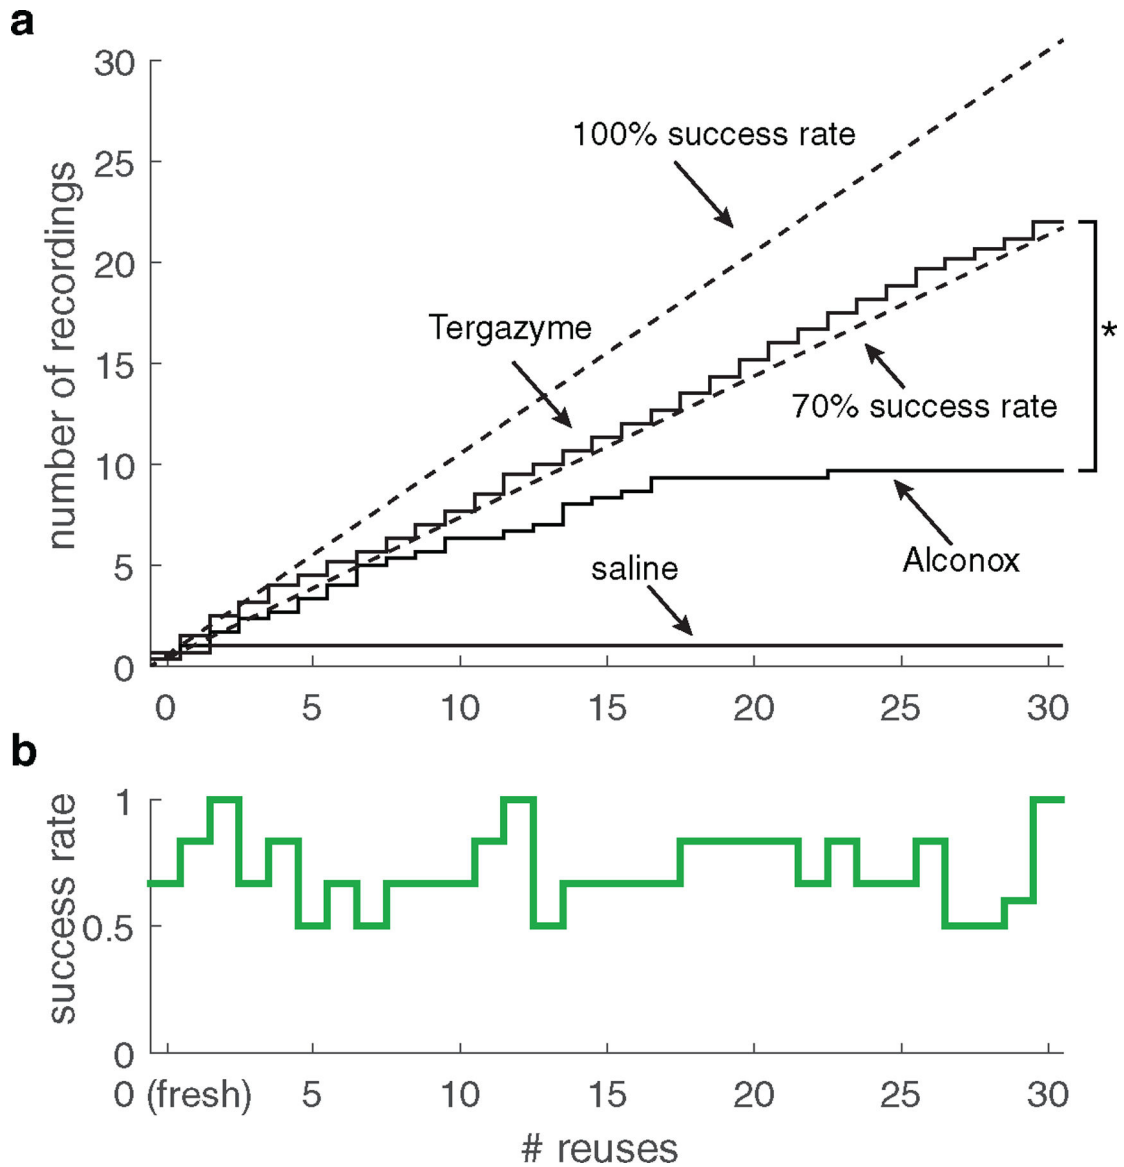 a
number of recordings
30
25
20
15
10
5
0
100% success rate
Tergazyme
70% success rate
*
Alconox
saline
0 5 10 15 20 25 30
b
success rate
1
0.5
0
0 (fresh) 5 10 15 20 25 30
# reuses